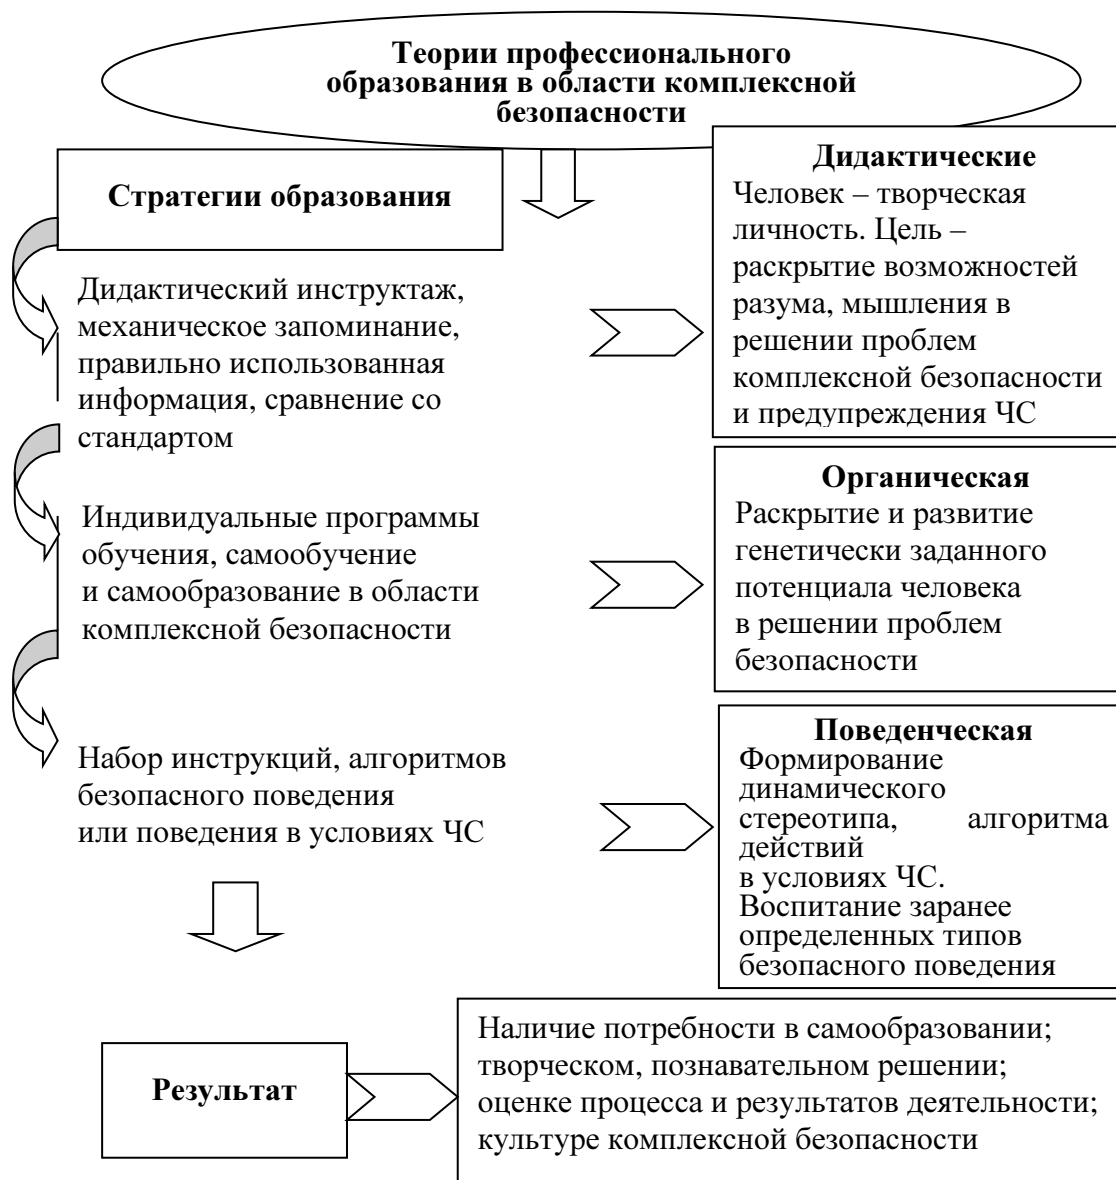 Теории профессионального
образования в области комплексной
безопасности
Стратегии образования
Дидактический инструктаж,
механическое запоминание,
правильно использованная
информация, сравнение со
стандартом
Дидактические
Человек – творческая
личность. Цель –
раскрытие возможностей
разума, мышления в
решении проблем
комплексной безопасности
и предупреждения ЧС
Индивидуальные программы
обучения, самообучение
и самообразование в области
комплексной безопасности
Органическая
Раскрытие и развитие
генетически заданного
потенциала человека
в решении проблем
безопасности
Набор инструкций, алгоритмов
безопасного поведения
или поведения в условиях ЧС
Поведенческая
Формирование
динамического
стереотипа, алгоритма
действий
в условиях ЧС.
Воспитание заранее
определенных типов
безопасного поведения
Результат
Наличие потребности в самообразовании;
творческом, познавательном решении;
оценке процесса и результатов деятельности;
культуре комплексной безопасности